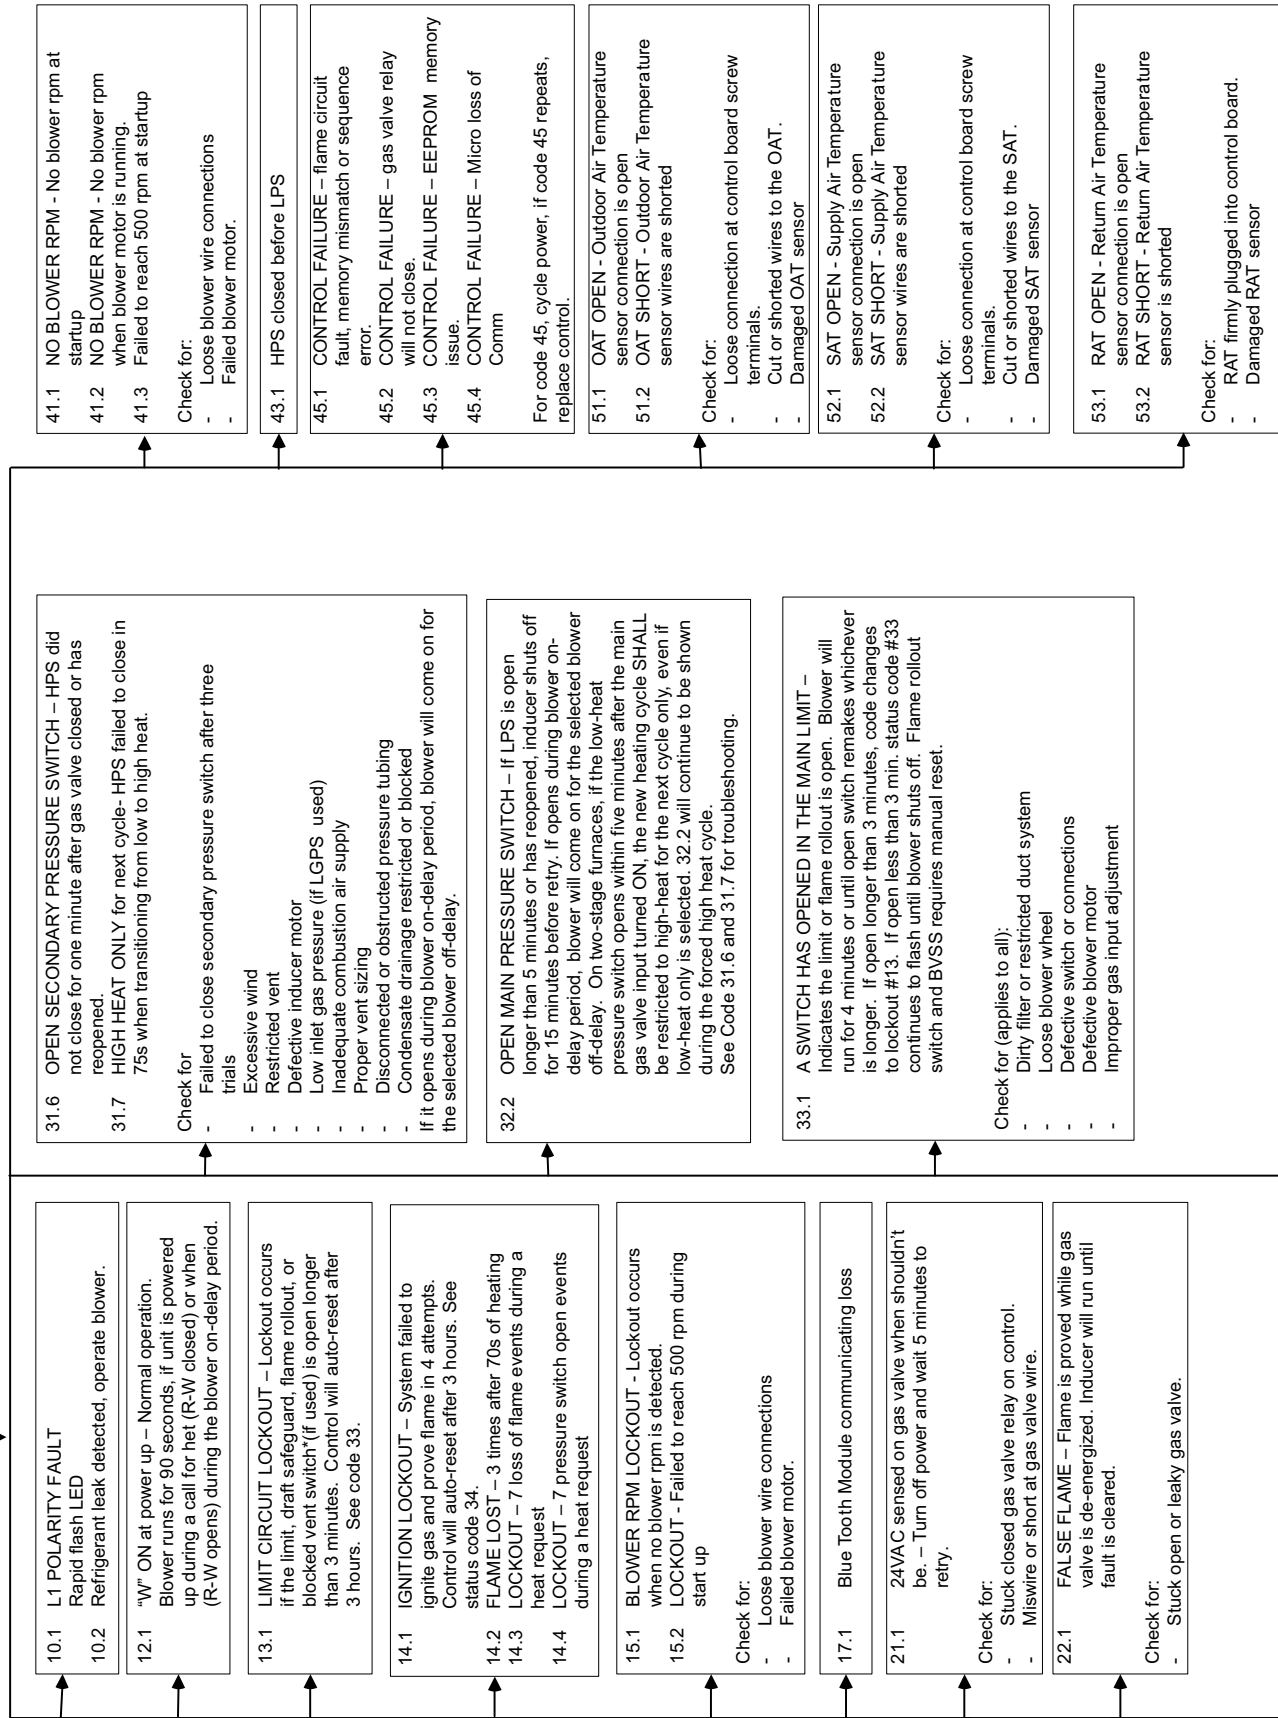 10.1 L1 POLARITY FAULT
Rapid flash LED
10.2 Refrigerant leak detected, operate blower.
12.1 "W" ON at power up – Normal operation.
Blower runs for 90 seconds, if unit is powered
up during a call for het (R-W closed) or when
(R-W opens) during the blower on-delay period.
13.1 LIMIT CIRCUIT LOCKOUT – Lockout occurs
if the limit, draft safeguard, flame rollout, or
blocked vent switch*(if used) is open longer
than 3 minutes. Control will auto-reset after
3 hours. See code 33.
14.1 IGNITION LOCKOUT – System failed to
ignite gas and prove flame in 4 attempts.
Control will auto-reset after 3 hours. See
status code 34.
14.2 FLAME LOST – 3 times after 70s of heating
14.3 LOCKOUT – 7 loss of flame events during a
heat request
14.4 LOCKOUT – 7 pressure switch open events
during a heat request
15.1 BLOWER RPM LOCKOUT - Lockout occurs
when no blower rpm is detected.
15.2 LOCKOUT - Failed to reach 500 rpm during
start up
Check for:
- Loose blower wire connections
- Failed blower motor.
17.1 Blue Tooth Module communicating loss
21.1 24VAC sensed on gas valve when shouldn't
be. – Turn off power and wait 5 minutes to
retry.
Check for:
- Stuck closed gas valve relay on control.
- Miswire or short at gas valve wire.
22.1 FALSE FLAME – Flame is proved while gas
valve is de-energized. Inducer will run until
fault is cleared.
Check for:
- Stuck open or leaky gas valve.
31.6 OPEN SECONDARY PRESSURE SWITCH – HPS did
not close for one minute after gas valve closed or has
reopened.
31.7 HIGH HEAT ONLY for next cycle- HPS failed to close in
75s when transitioning from low to high heat.
Check for
- Failed to close secondary pressure switch after three
trials
- Excessive wind
- Restricted vent
- Defective inducer motor
- Low inlet gas pressure (if LGPS used)
- Inadequate combustion air supply
- Proper vent sizing
- Disconnected or obstructed pressure tubing
- Condensate drainage restricted or blocked
If it opens during blower on-delay period, blower will come on for
the selected blower off-delay.
32.2 OPEN MAIN PRESSURE SWITCH – If LPS is open
longer than 5 minutes or has reopened, inducer shuts off
for 15 minutes before retry. If opens during blower on-
delay period, blower will come on for the selected blower
off-delay. On two-stage furnaces, if the low-heat
pressure switch opens within five minutes after the main
gas valve input turned ON, the new heating cycle SHALL
be restricted to high-heat for the next cycle only, even if
low-heat only is selected. 32.2 will continue to be shown
during the forced high heat cycle.
See Code 31.6 and 31.7 for troubleshooting.
33.1 A SWITCH HAS OPENED IN THE MAIN LIMIT –
Indicates the limit or flame rollout is open. Blower will
run for 4 minutes or until open switch remakes whichever
is longer. If open longer than 3 minutes, code changes
to lockout #13. If open less than 3 min. status code #33
continues to flash until blower shuts off. Flame rollout
switch and BVSS requires manual reset.
Check for (applies to all):
- Dirty filter or restricted duct system
- Loose blower wheel
- Defective switch or connections
- Defective blower motor
- Improper gas input adjustment
41.1 NO BLOWER RPM - No blower rpm at
startup
41.2 NO BLOWER RPM - No blower rpm
when blower motor is running.
41.3 Failed to reach 500 rpm at startup
Check for:
- Loose blower wire connections
- Failed blower motor.
43.1 HPS closed before LPS
45.1 CONTROL FAILURE – flame circuit
fault, memory mismatch or sequence
error.
45.2 CONTROL FAILURE – gas valve relay
will not close.
45.3 CONTROL FAILURE – EEPROM memory
issue.
45.4 CONTROL FAILURE – Micro loss of
Comm
For code 45, cycle power, if code 45 repeats,
replace control.
51.1 OAT OPEN - Outdoor Air Temperature
sensor connection is open
51.2 OAT SHORT - Outdoor Air Temperature
sensor wires are shorted
Check for:
- Loose connection at control board screw
terminals.
- Cut or shorted wires to the OAT.
- Damaged OAT sensor
52.1 SAT OPEN - Supply Air Temperature
sensor connection is open
52.2 SAT SHORT - Supply Air Temperature
sensor wires are shorted
Check for:
- Loose connection at control board screw
terminals.
- Cut or shorted wires to the SAT.
- Damaged SAT sensor
53.1 RAT OPEN - Return Air Temperature
sensor connection is open
53.2 RAT SHORT - Return Air Temperature
sensor is shorted
Check for:
- RAT firmly plugged into control board.
- Damaged RAT sensor